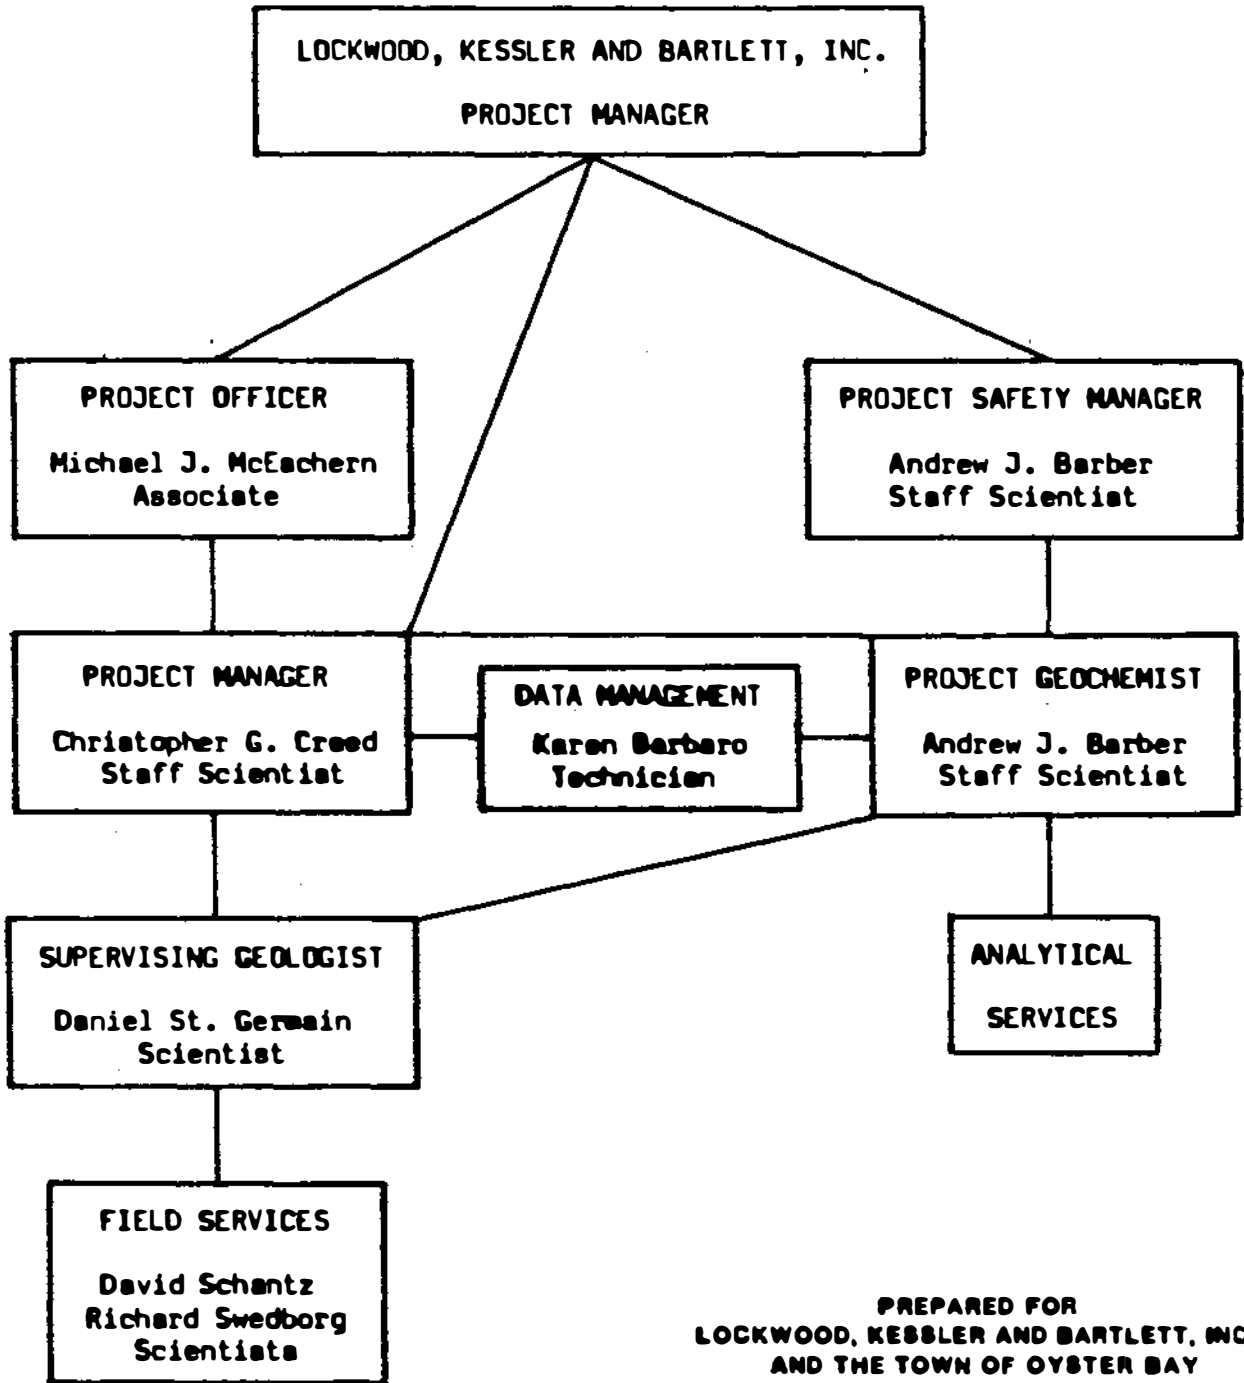 LOCKWOOD, KESSLER AND BARTLETT, INC.
PROJECT MANAGER
PROJECT OFFICER
Michael J. McEachern
Associate
PROJECT SAFETY MANAGER
Andrew J. Barber
Staff Scientist
PROJECT MANAGER
Christopher G. Creed
Staff Scientist
DATA MANAGEMENT
Karen Barbaro
Technician
PROJECT GEOCHEMIST
Andrew J. Barber
Staff Scientist
SUPERVISING GEOLOGIST
Daniel St. Germain
Scientist
ANALYTICAL
SERVICES
FIELD SERVICES
David Schantz
Richard Swedborg
Scientists
PREPARED FOR
LOCKWOOD, KESSLER AND BARTLETT, INC
AND THE TOWN OF OYSTER BAY